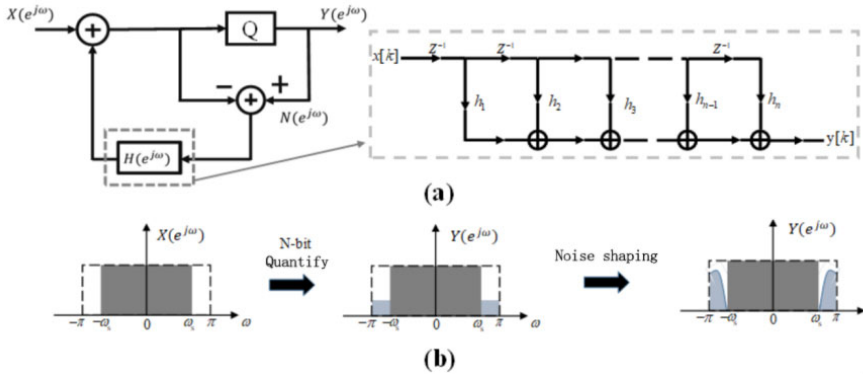 X(e^{jω}) Q Y(e^{jω})
− +
N(e^{jω})
H(e^{jω})
x[k] Z^{-1} Z^{-1} Z^{-1}
h_1 h_2 h_3 h_{n-1} h_n
y[k]
(a)
X(e^{jω}) N-bit Quantify Y(e^{jω}) Noise shaping Y(e^{jω})
−π −ω_s 0 ω_s π ω
−π −ω_s 0 ω_s π ω
−π −ω_s 0 ω_s π ω
(b)